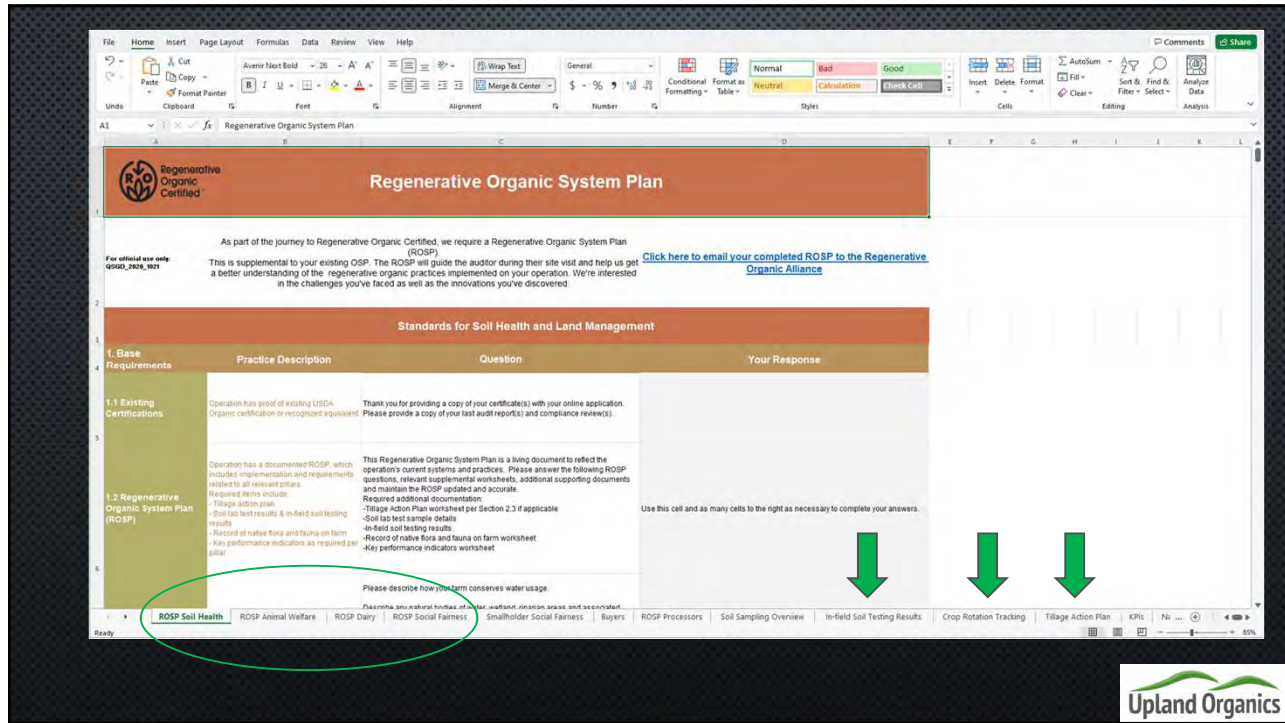 File Home Insert Page Layout Formulas Data Review View Help
Comments Share
Paste
Cut
Copy
Format Painter
Avenir Next Bold 26
Wrap Text
Merge & Center
General
Conditional Formatting
Format as Table
Normal Bad Good
Neutral Calculation Check Cell
Insert Delete Format
AutoSum
Fill
Clear
Sort & Filter
Find & Select
Analyze Data
Undo Clipboard Font Alignment Number Styles Cells Editing Analysis
A1 fx Regenerative Organic System Plan
A B C D E F G H I J K L
Regenerative
Organic
Certified
Regenerative Organic System Plan
1
For official use only:
QSGD_2020_1021
As part of the journey to Regenerative Organic Certified, we require a Regenerative Organic System Plan
(ROSP)
This is supplemental to your existing OSP. The ROSP will guide the auditor during their site visit and help us get
a better understanding of the regenerative organic practices implemented on your operation. We're interested
in the challenges you've faced as well as the innovations you've discovered.
Click here to email your completed ROSP to the Regenerative
Organic Alliance
2
Standards for Soil Health and Land Management
3
1. Base
Requirements
Practice Description
Question
Your Response
4
1.1 Existing
Certifications
Operation has proof of existing USDA
Organic certification or recognized equivalent
Thank you for providing a copy of your certificate(s) with your online application.
Please provide a copy of your last audit report(s) and compliance review(s).
5
1.2 Regenerative
Organic System Plan
(ROSP)
Operation has a documented ROSP, which
includes implementation and requirements
related to all relevant pillars.
Required items include:
- Tillage action plan
- Soil lab test results & in-field soil testing
results
- Record of native flora and fauna on farm
- Key performance indicators as required per
pillar
This Regenerative Organic System Plan is a living document to reflect the
operation's current systems and practices. Please answer the following ROSP
questions, relevant supplemental worksheets, additional supporting documents
and maintain the ROSP updated and accurate.
Required additional documentation:
-Tillage Action Plan worksheet per Section 2.3 if applicable
-Soil lab test sample details
-In-field soil testing results
-Record of native flora and fauna on farm worksheet
-Key performance indicators worksheet
Use this cell and as many cells to the right as necessary to complete your answers.
6
Please describe how your farm conserves water usage.
Describe any natural bodies of water, wetland, riparian areas and associated
ROSP Soil Health ROSP Animal Welfare ROSP Dairy ROSP Social Fairness Smallholder Social Fairness Buyers ROSP Processors Soil Sampling Overview In-field Soil Testing Results Crop Rotation Tracking Tillage Action Plan KPIs Na ...
Ready
85%
Upland Organics